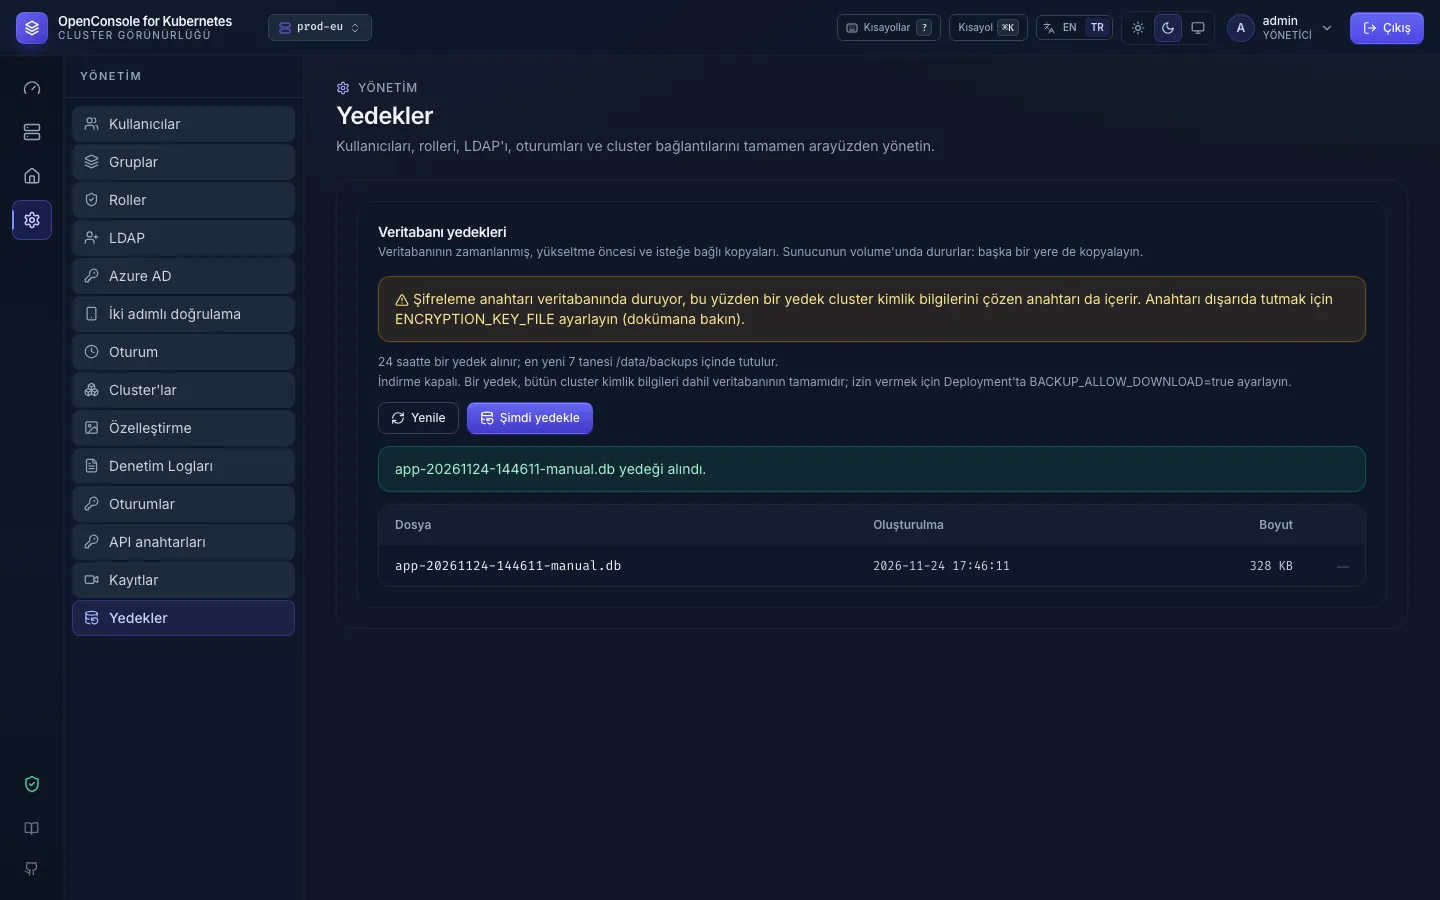 OpenConsole for Kubernetes
CLUSTER GÖRÜNÜRLÜĞÜ
prod-eu
Kısayollar ?
Kısayol ⌘K
EN TR
A
admin
YÖNETİCİ
Çıkış
YÖNETİM
Kullanıcılar
Gruplar
Roller
LDAP
Azure AD
İki adımlı doğrulama
Oturum
Cluster'lar
Özelleştirme
Denetim Logları
Oturumlar
API anahtarları
Kayıtlar
Yedekler
YÖNETİM
Yedekler
Kullanıcıları, rolleri, LDAP'ı, oturumları ve cluster bağlantılarını tamamen arayüzden yönetin.
Veritabanı yedekleri
Veritabanının zamanlanmış, yükseltme öncesi ve isteğe bağlı kopyaları. Sunucunun volume'unda dururlar: başka bir yere de kopyalayın.
Şifreleme anahtarı veritabanında duruyor, bu yüzden bir yedek cluster kimlik bilgilerini çözen anahtarı da içerir. Anahtarı dışarıda tutmak için
ENCRYPTION_KEY_FILE ayarlayın (dokümana bakın).
24 saatte bir yedek alınır; en yeni 7 tanesi /data/backups içinde tutulur.
İndirme kapalı. Bir yedek, bütün cluster kimlik bilgileri dahil veritabanının tamamıdır; izin vermek için Deployment'ta BACKUP_ALLOW_DOWNLOAD=true ayarlayın.
Yenile
Şimdi yedekle
app-20261124-144611-manual.db yedeği alındı.
Dosya Oluşturulma Boyut
app-20261124-144611-manual.db 2026-11-24 17:46:11 328 KB —